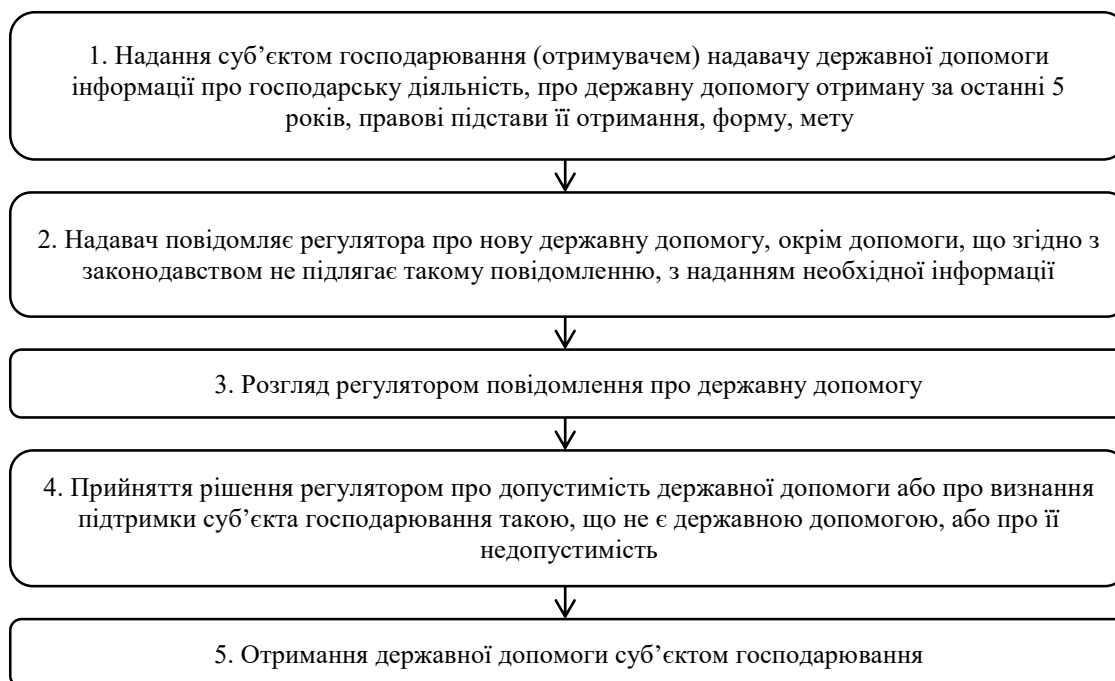 1. Надання суб’єктом господарювання (отримувачем) надавачу державної допомоги
інформації про господарську діяльність, про державну допомогу отриману за останні 5
років, правові підстави її отримання, форму, мету
2. Надавач повідомляє регулятора про нову державну допомогу, окрім допомоги, що згідно з
законодавством не підлягає такому повідомленню, з наданням необхідної інформації
3. Розгляд регулятором повідомлення про державну допомогу
4. Прийняття рішення регулятором про допустимість державної допомоги або про визнання
підтримки суб’єкта господарювання такою, що не є державною допомогою, або про її
недопустимість
5. Отримання державної допомоги суб’єктом господарювання